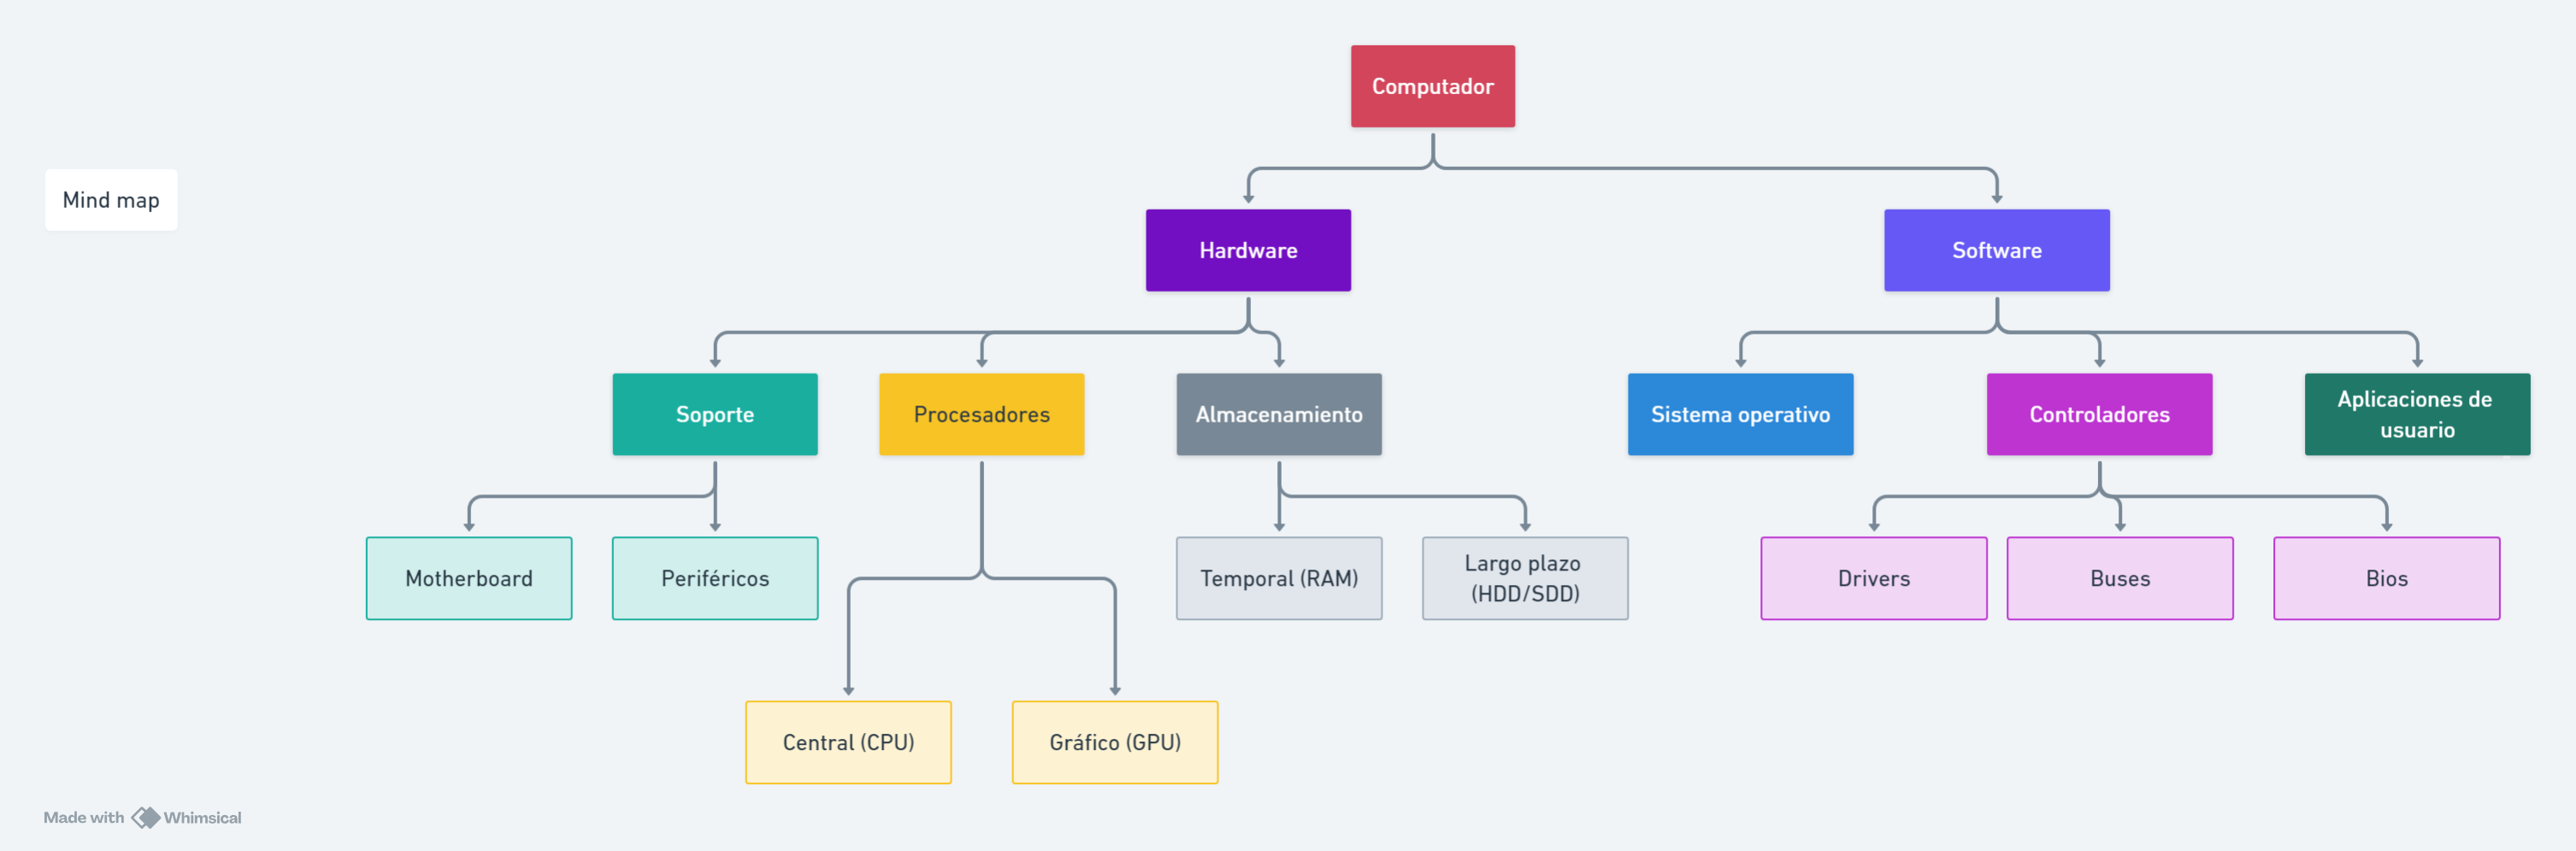 Computador
Mind map
Hardware
Software
Soporte
Procesadores
Almacenamiento
Sistema operativo
Controladores
Aplicaciones de
usuario
Motherboard
Periféricos
Temporal (RAM)
Largo plazo
(HDD/SDD)
Drivers
Buses
Bios
Central (CPU)
Gráfico (GPU)
Made with Whimsical